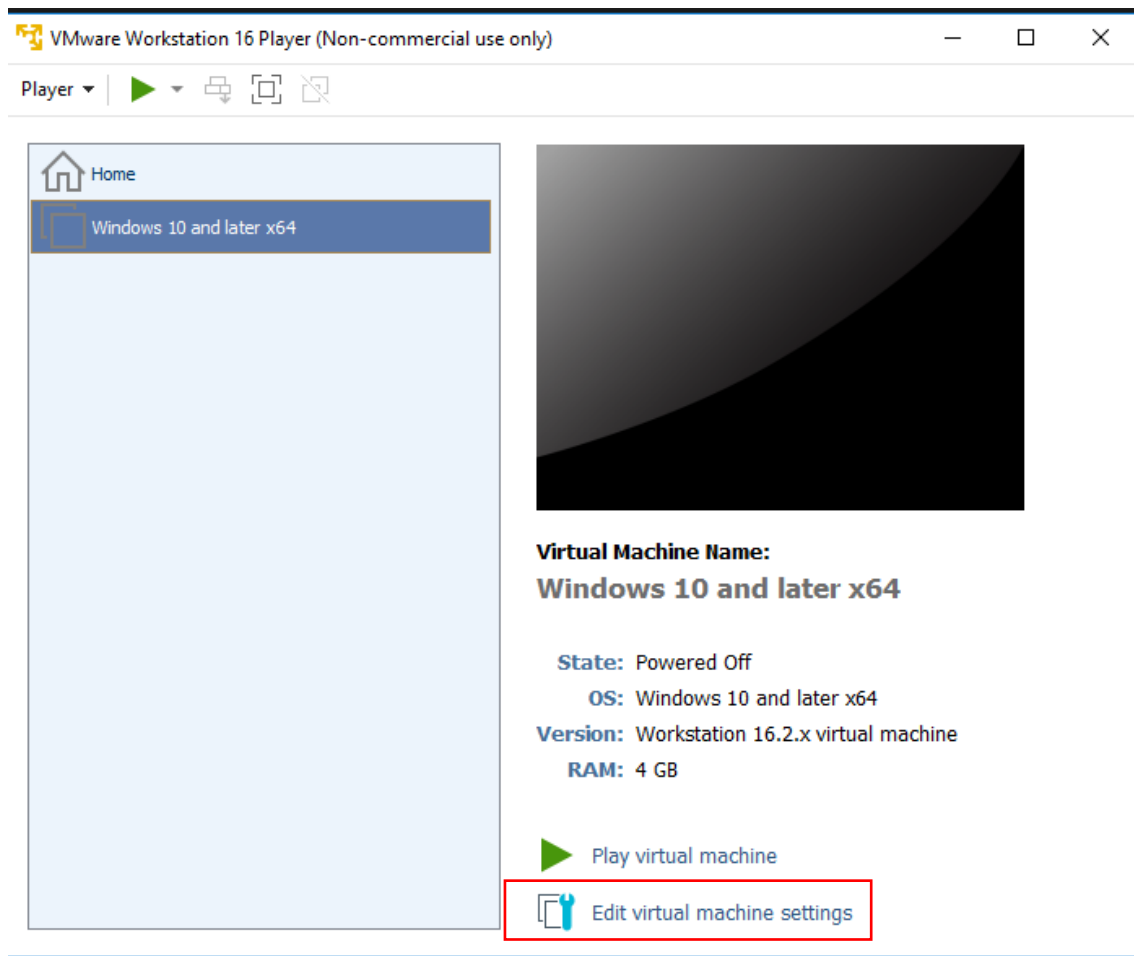 VMware Workstation 16 Player (Non-commercial use only)
Player
Home
Windows 10 and later x64
Virtual Machine Name:
Windows 10 and later x64
State: Powered Off
OS: Windows 10 and later x64
Version: Workstation 16.2.x virtual machine
RAM: 4 GB
Play virtual machine
Edit virtual machine settings